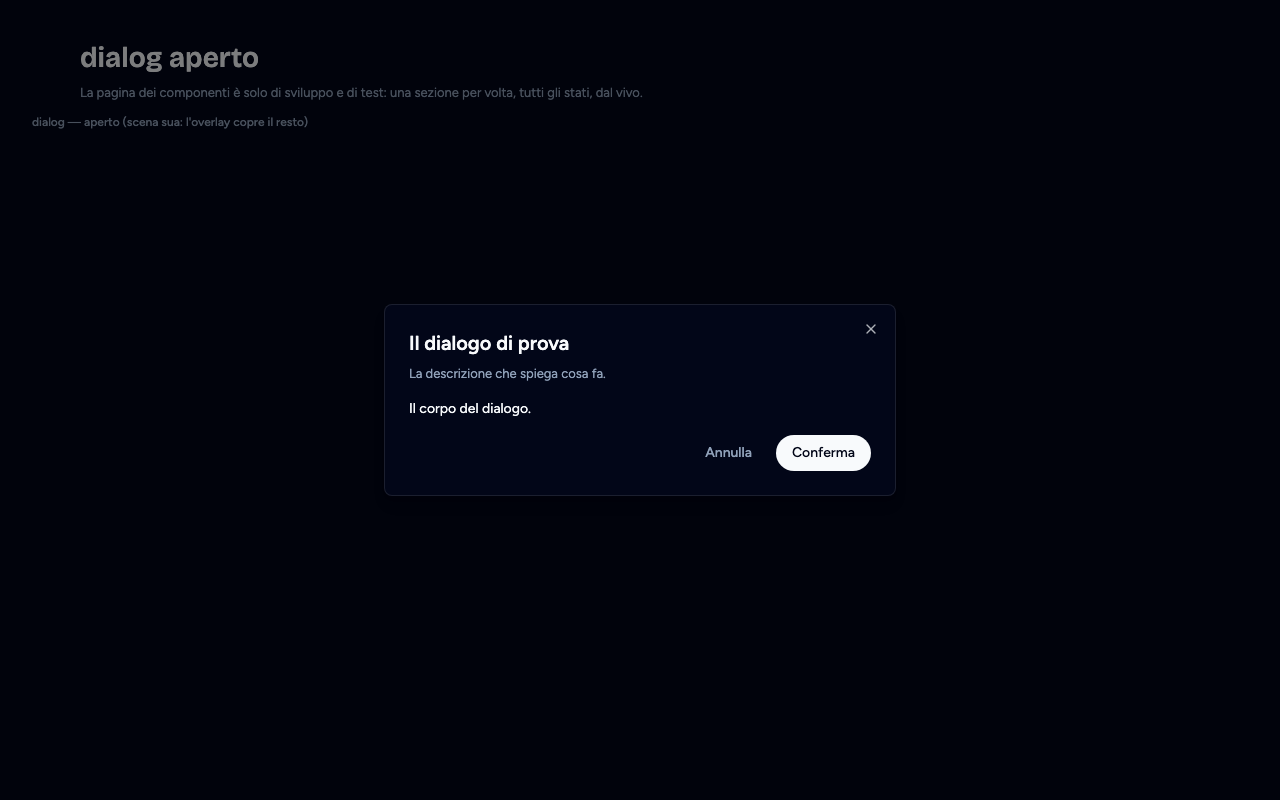 dialog aperto
La pagina dei componenti è solo di sviluppo e di test: una sezione per volta, tutti gli stati, dal vivo.
dialog — aperto (scena sua: l'overlay copre il resto)
Il dialogo di prova
La descrizione che spiega cosa fa.
Il corpo del dialogo.
Annulla Conferma